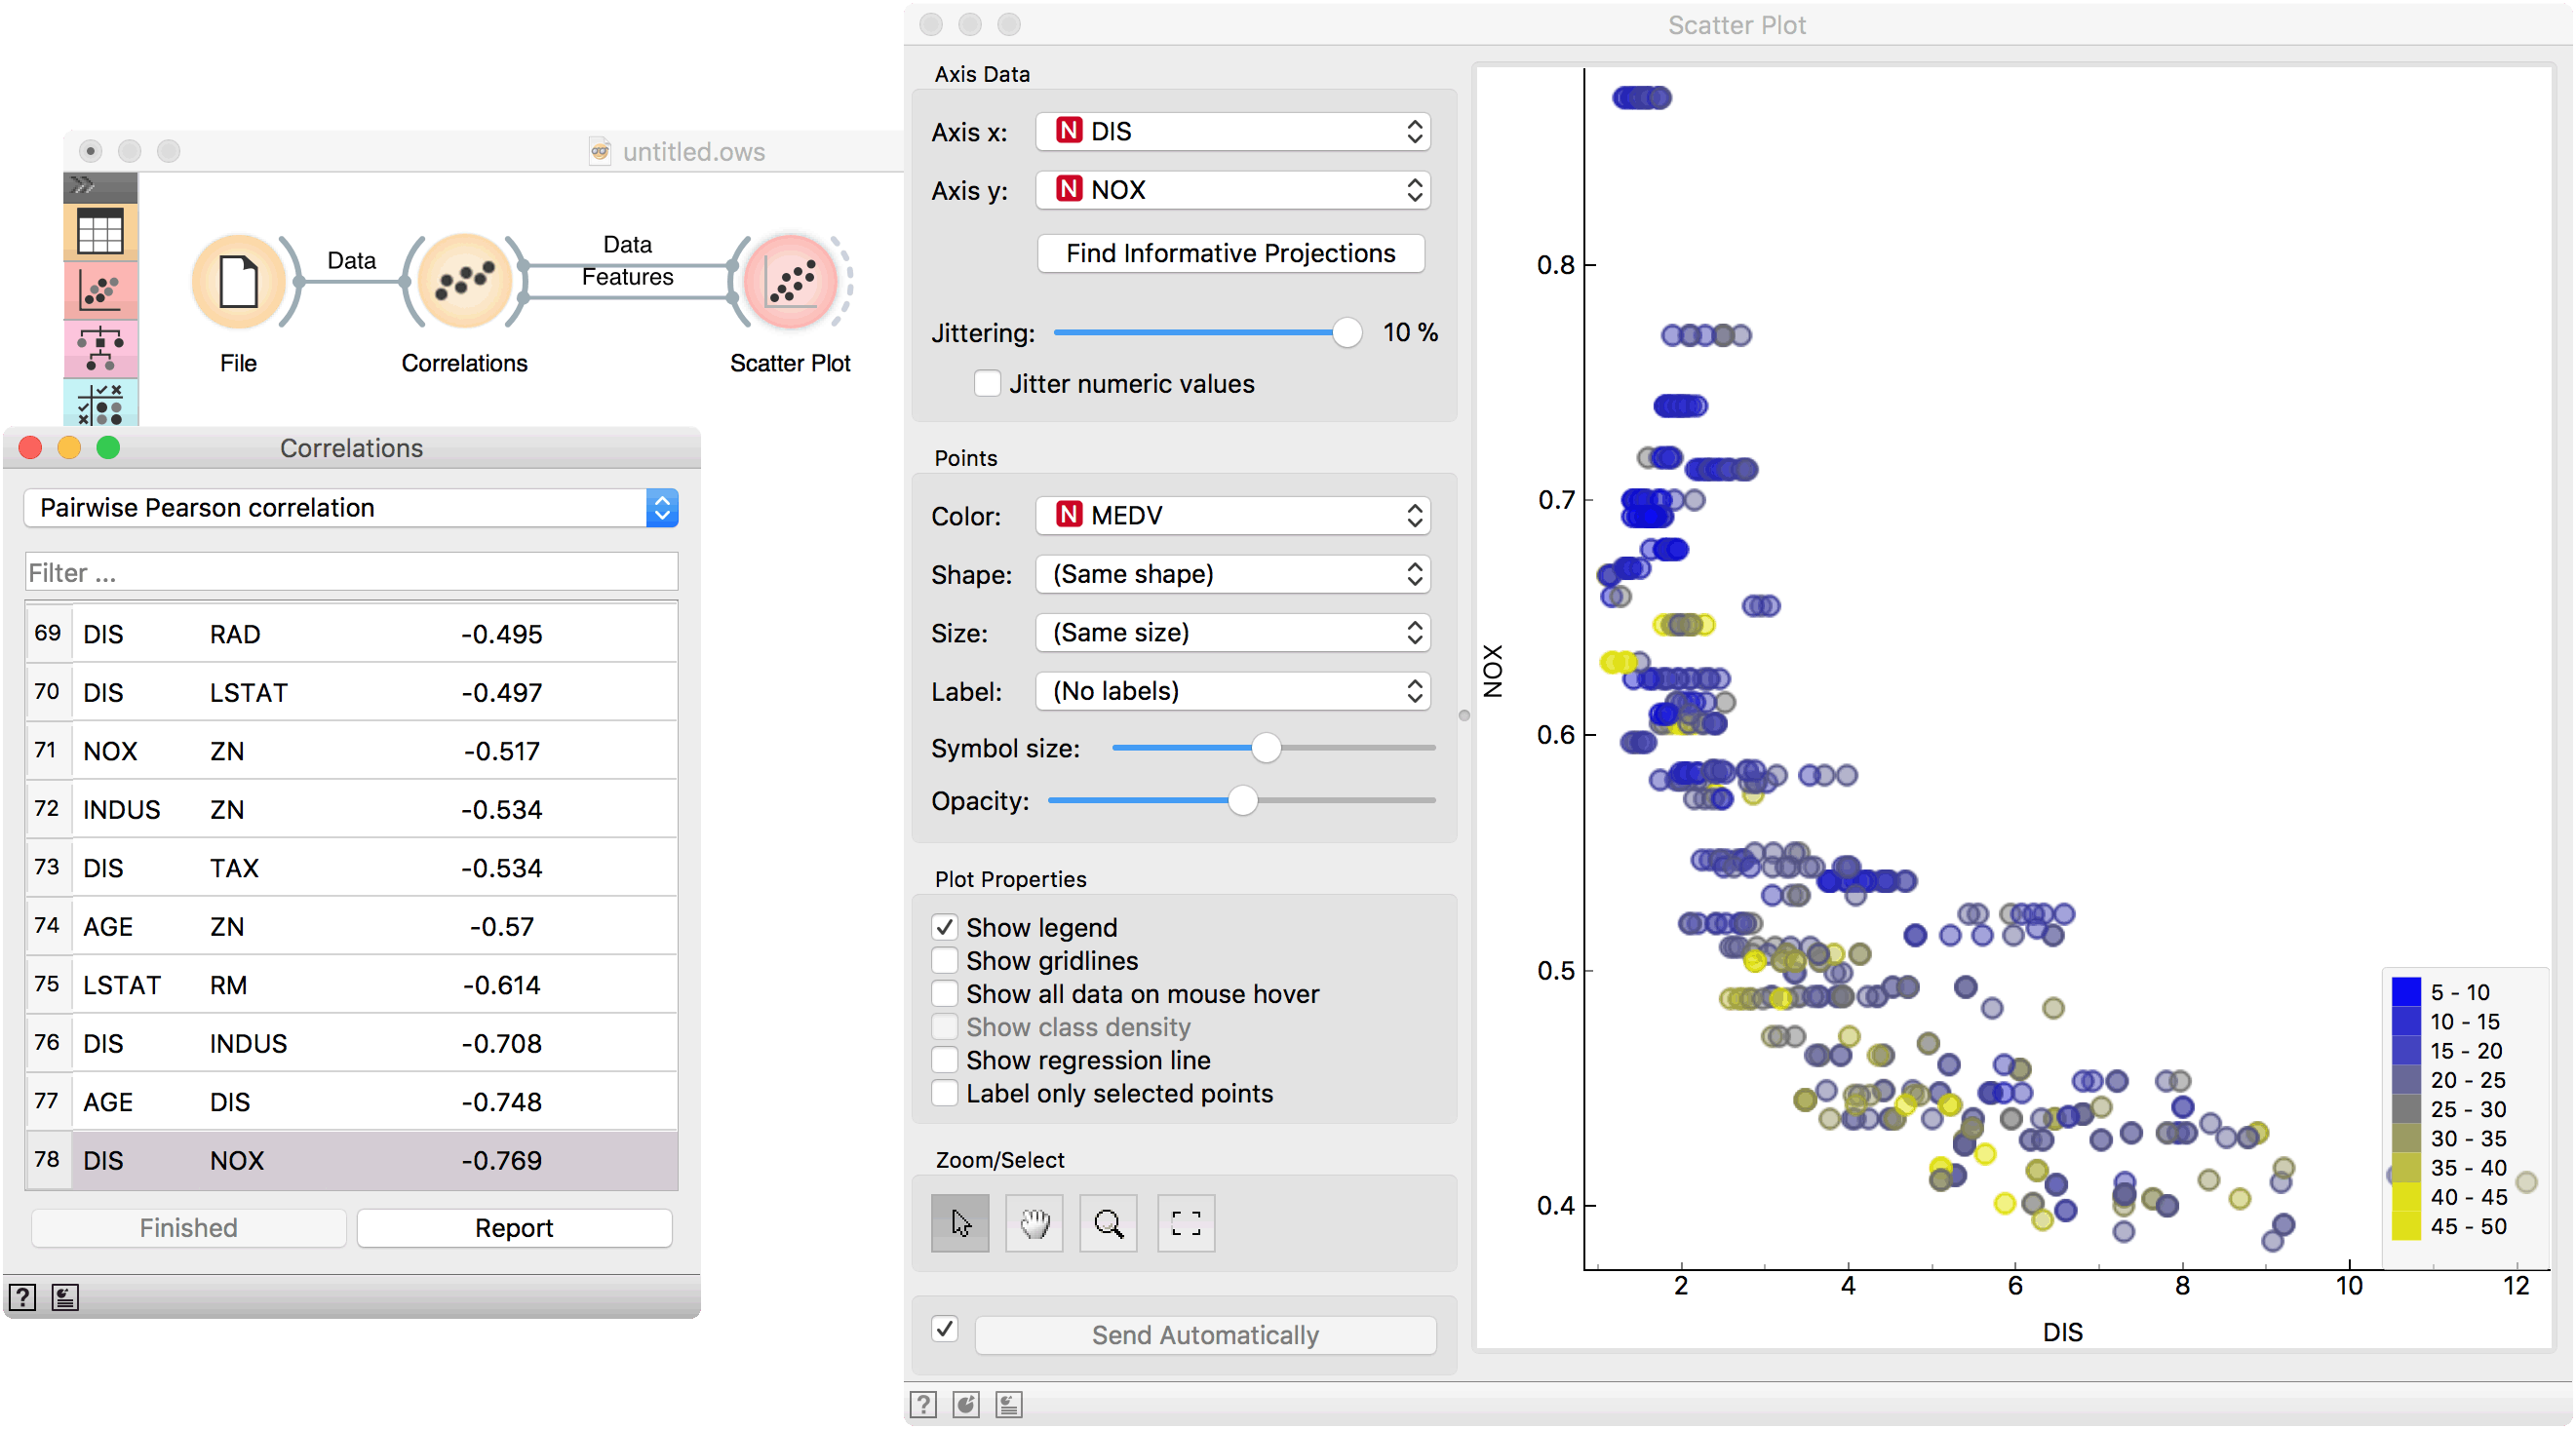 untitled.ows
Data
Data
Features
File
Correlations
Scatter Plot
Correlations
Pairwise Pearson correlation
Filter ...
69 DIS RAD -0.495
70 DIS LSTAT -0.497
71 NOX ZN -0.517
72 INDUS ZN -0.534
73 DIS TAX -0.534
74 AGE ZN -0.57
75 LSTAT RM -0.614
76 DIS INDUS -0.708
77 AGE DIS -0.748
78 DIS NOX -0.769
Finished Report
?
Scatter Plot
Axis Data
Axis x: N DIS
Axis y: N NOX
Find Informative Projections
Jittering: 10 %
Jitter numeric values
Points
Color: N MEDV
Shape: (Same shape)
Size: (Same size)
Label: (No labels)
Symbol size:
Opacity:
Plot Properties
Show legend
Show gridlines
Show all data on mouse hover
Show class density
Show regression line
Label only selected points
Zoom/Select
Send Automatically
?
NOX
0.8
0.7
0.6
0.5
0.4
2 4 6 8 10 12
DIS
5 - 10
10 - 15
15 - 20
20 - 25
25 - 30
30 - 35
35 - 40
40 - 45
45 - 50